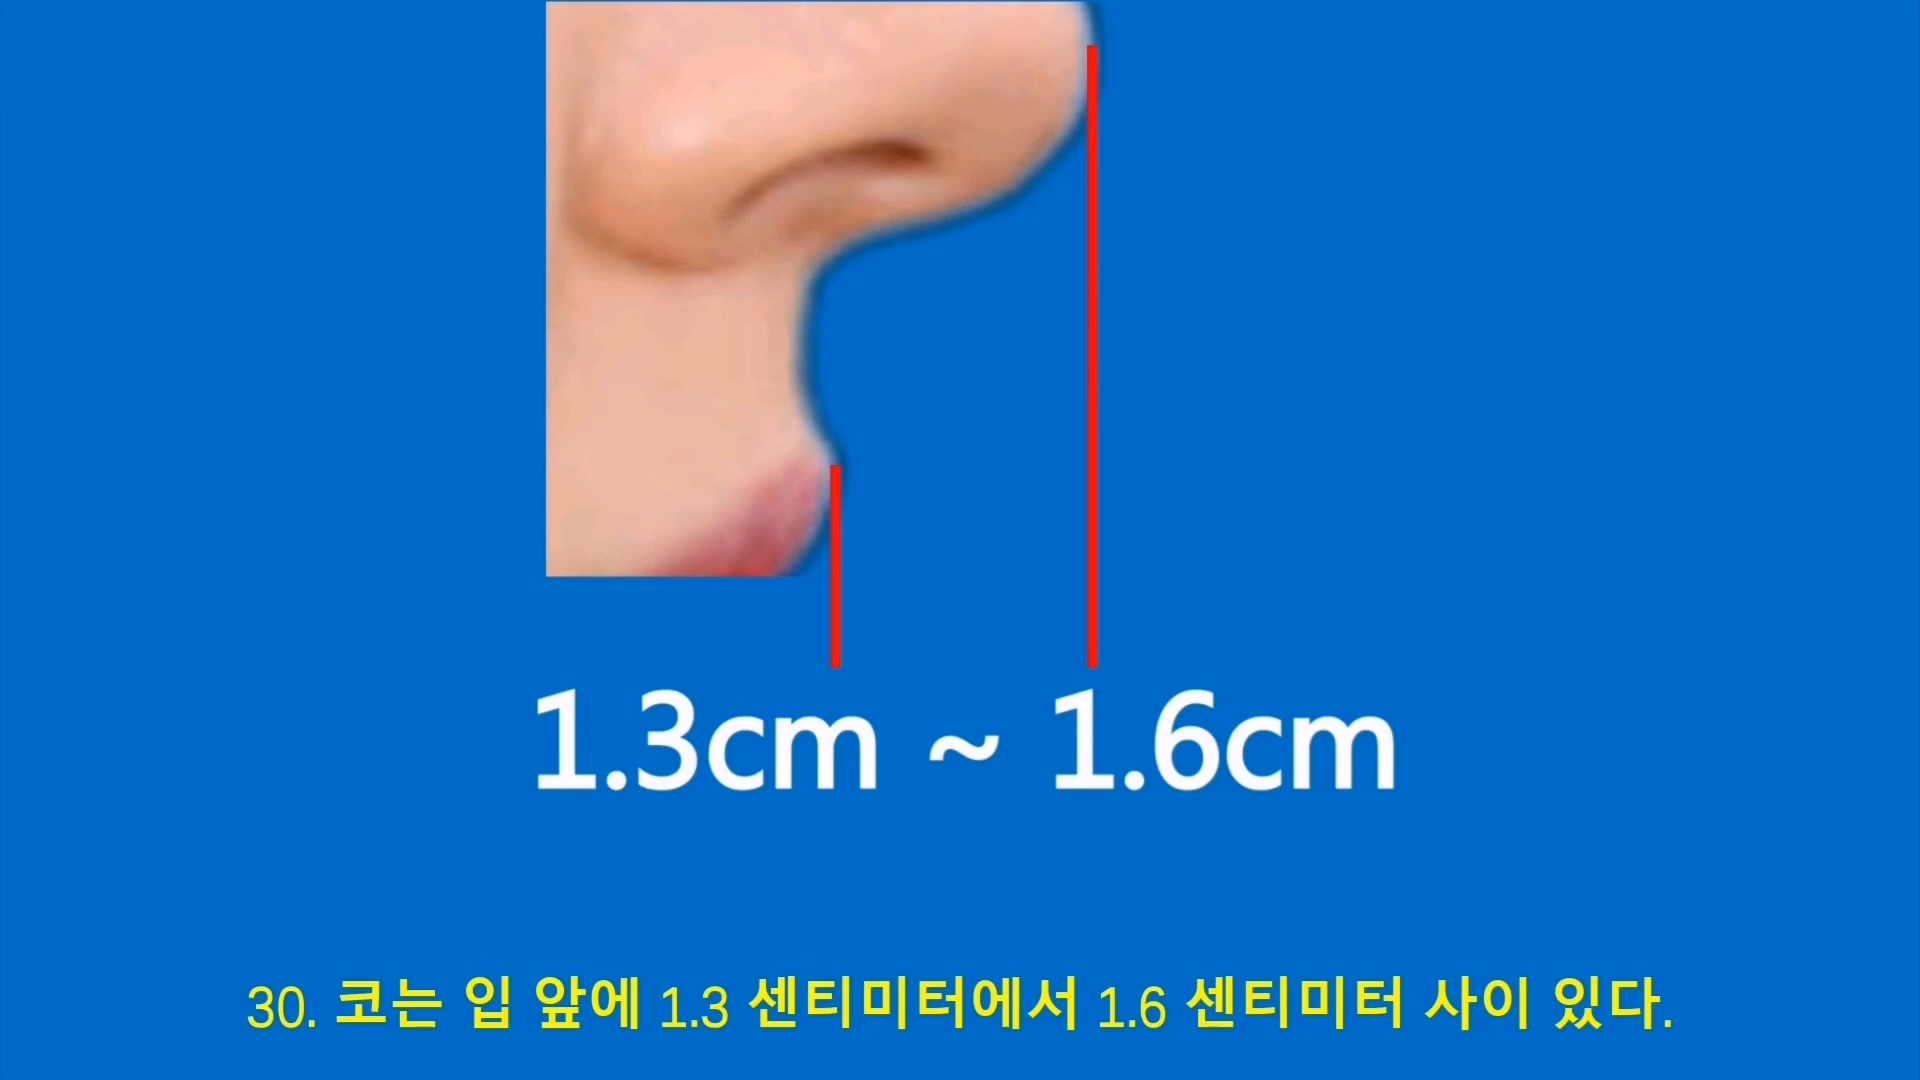 1.3cm ~ 1.6cm
30. 코는 입 앞에 1.3 센티미터에서 1.6 센티미터 사이 있다.